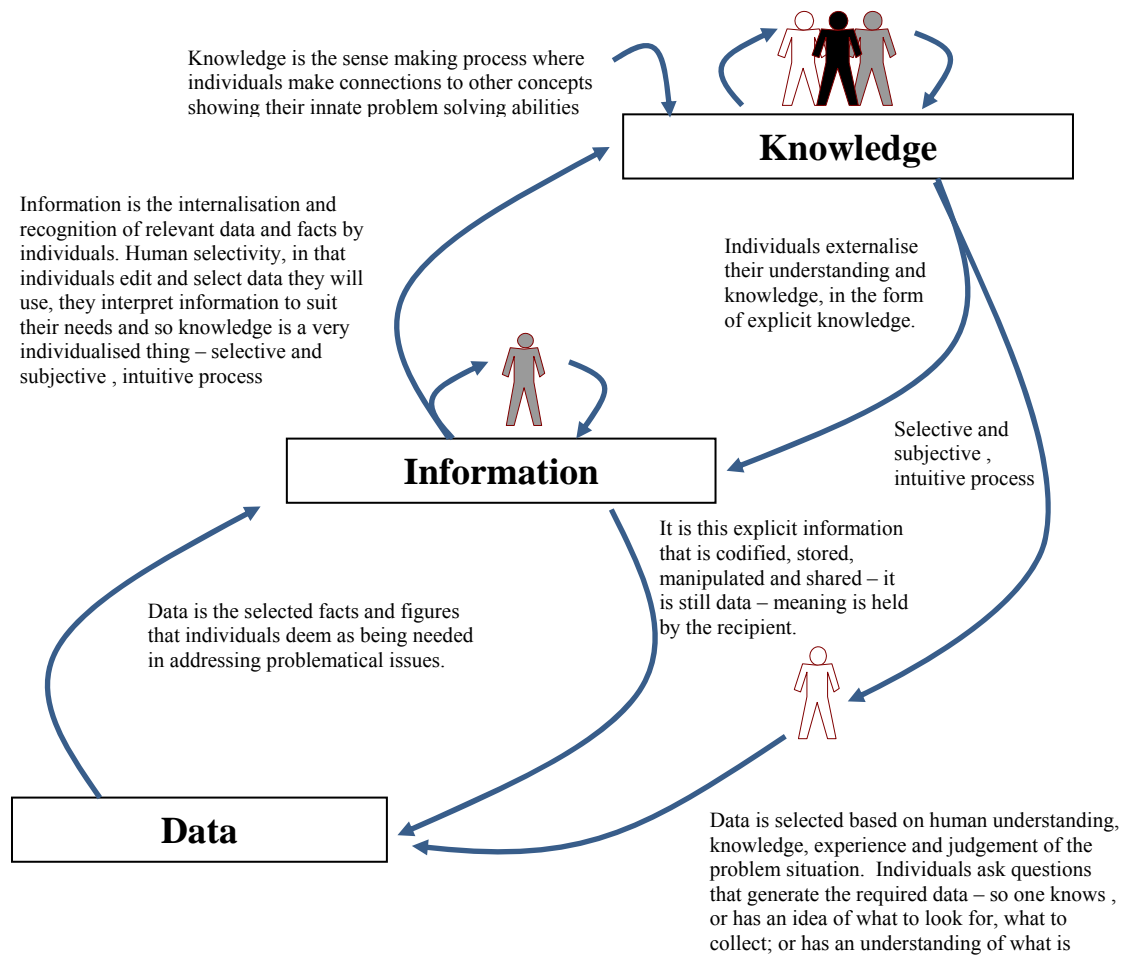 Knowledge is the sense making process where
individuals make connections to other concepts
showing their innate problem solving abilities
Knowledge
Information is the internalisation and
recognition of relevant data and facts by
individuals. Human selectivity, in that
individuals edit and select data they will
use, they interpret information to suit
their needs and so knowledge is a very
individualised thing – selective and
subjective , intuitive process
Individuals externalise
their understanding and
knowledge, in the form
of explicit knowledge.
Selective and
subjective ,
intuitive process
Information
It is this explicit information
that is codified, stored,
manipulated and shared – it
is still data – meaning is held
by the recipient.
Data is the selected facts and figures
that individuals deem as being needed
in addressing problematical issues.
Data
Data is selected based on human understanding,
knowledge, experience and judgement of the
problem situation.  Individuals ask questions
that generate the required data – so one knows ,
or has an idea of what to look for, what to
collect; or has an understanding of what is